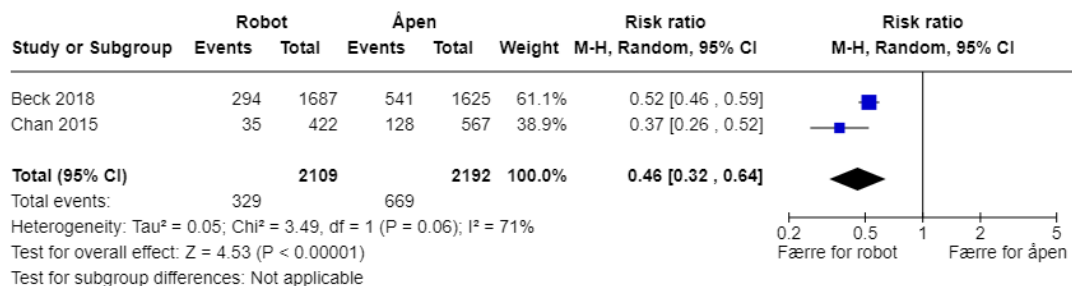 Robot Åpen Risk ratio Risk ratio
Study or Subgroup Events Total Events Total Weight M-H, Random, 95% CI M-H, Random, 95% CI
Beck 2018 294 1687 541 1625 61.1% 0.52 [0.46 , 0.59]
Chan 2015 35 422 128 567 38.9% 0.37 [0.26 , 0.52]
Total (95% CI) 2109 2192 100.0% 0.46 [0.32 , 0.64]
Total events: 329 669
Heterogeneity: Tau² = 0.05; Chi² = 3.49, df = 1 (P = 0.06); I² = 71%
0.2 0.5 1 2 5
Test for overall effect: Z = 4.53 (P < 0.00001) Færre for robot Færre for åpen
Test for subgroup differences: Not applicable